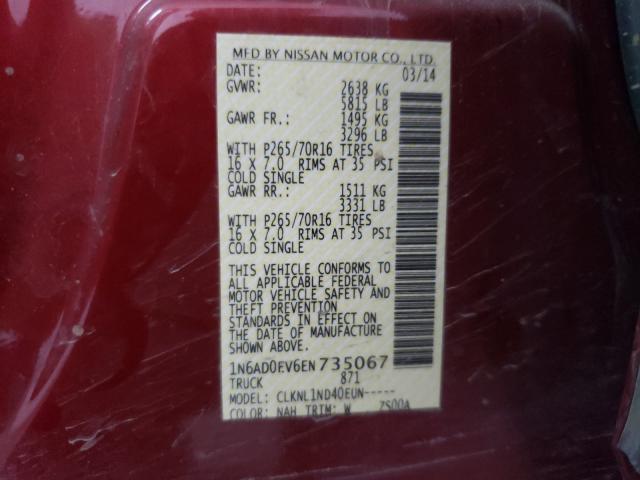 MFD BY NISSAN MOTOR CO., LTD.
DATE: 03/14
GVWR: 2638 KG
5815 LB
GAWR FR.: 1495 KG
3296 LB
WITH P265/70R16 TIRES
16 X 7.0 RIMS AT 35 PSI
COLD SINGLE
GAWR RR.: 1511 KG
3331 LB
WITH P265/70R16 TIRES
16 X 7.0 RIMS AT 35 PSI
COLD SINGLE
THIS VEHICLE CONFORMS TO
ALL APPLICABLE FEDERAL
MOTOR VEHICLE SAFETY AND
THEFT PREVENTION
STANDARDS IN EFFECT ON
THE DATE OF MANUFACTURE
SHOWN ABOVE.
1N6AD0EV6EN735067
TRUCK 871
MODEL: CLKNL1ND40EUN-----
COLOR: NAH TRIM: W ZS00A